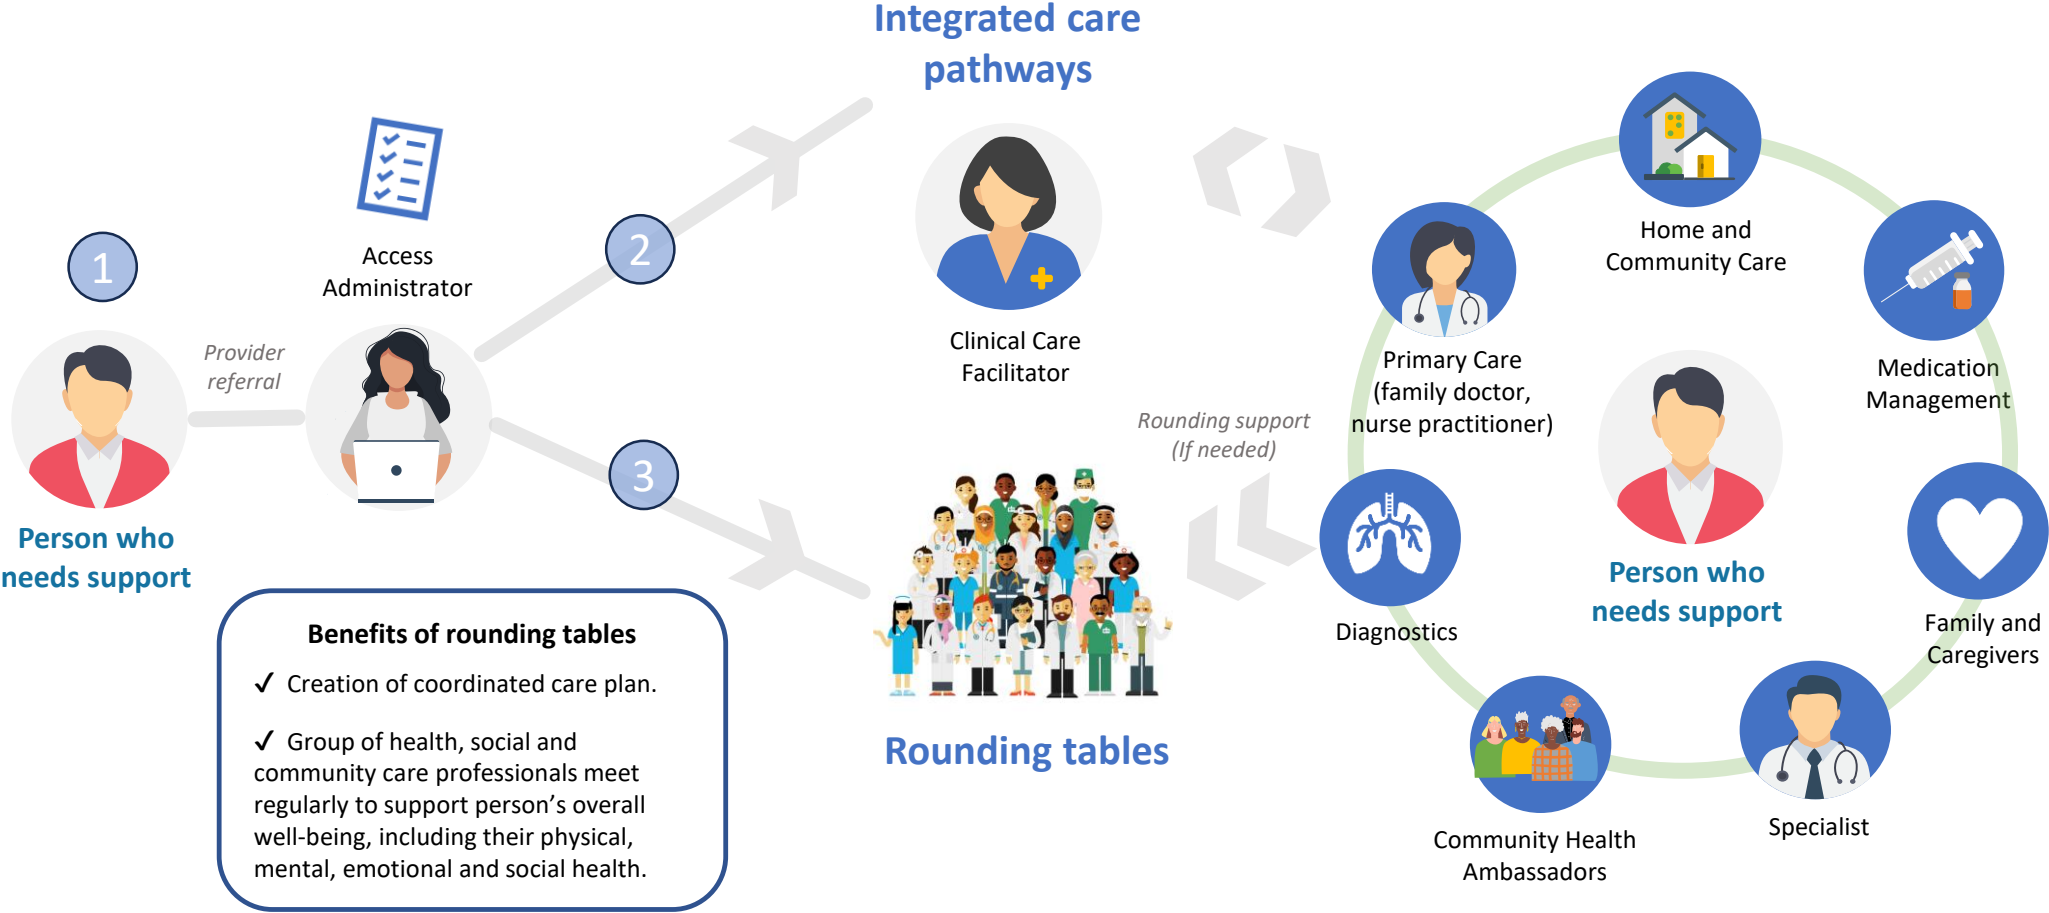 Integrated care
pathways
1
Person who
needs support
Provider
referral
Access
Administrator
2
3
Clinical Care
Facilitator
Rounding support
(If needed)
Rounding tables
Benefits of rounding tables
✓ Creation of coordinated care plan.
✓ Group of health, social and
community care professionals meet
regularly to support person’s overall
well-being, including their physical,
mental, emotional and social health.
Home and
Community Care
Primary Care
(family doctor,
nurse practitioner)
Medication
Management
Person who
needs support
Diagnostics
Family and
Caregivers
Community Health
Ambassadors
Specialist